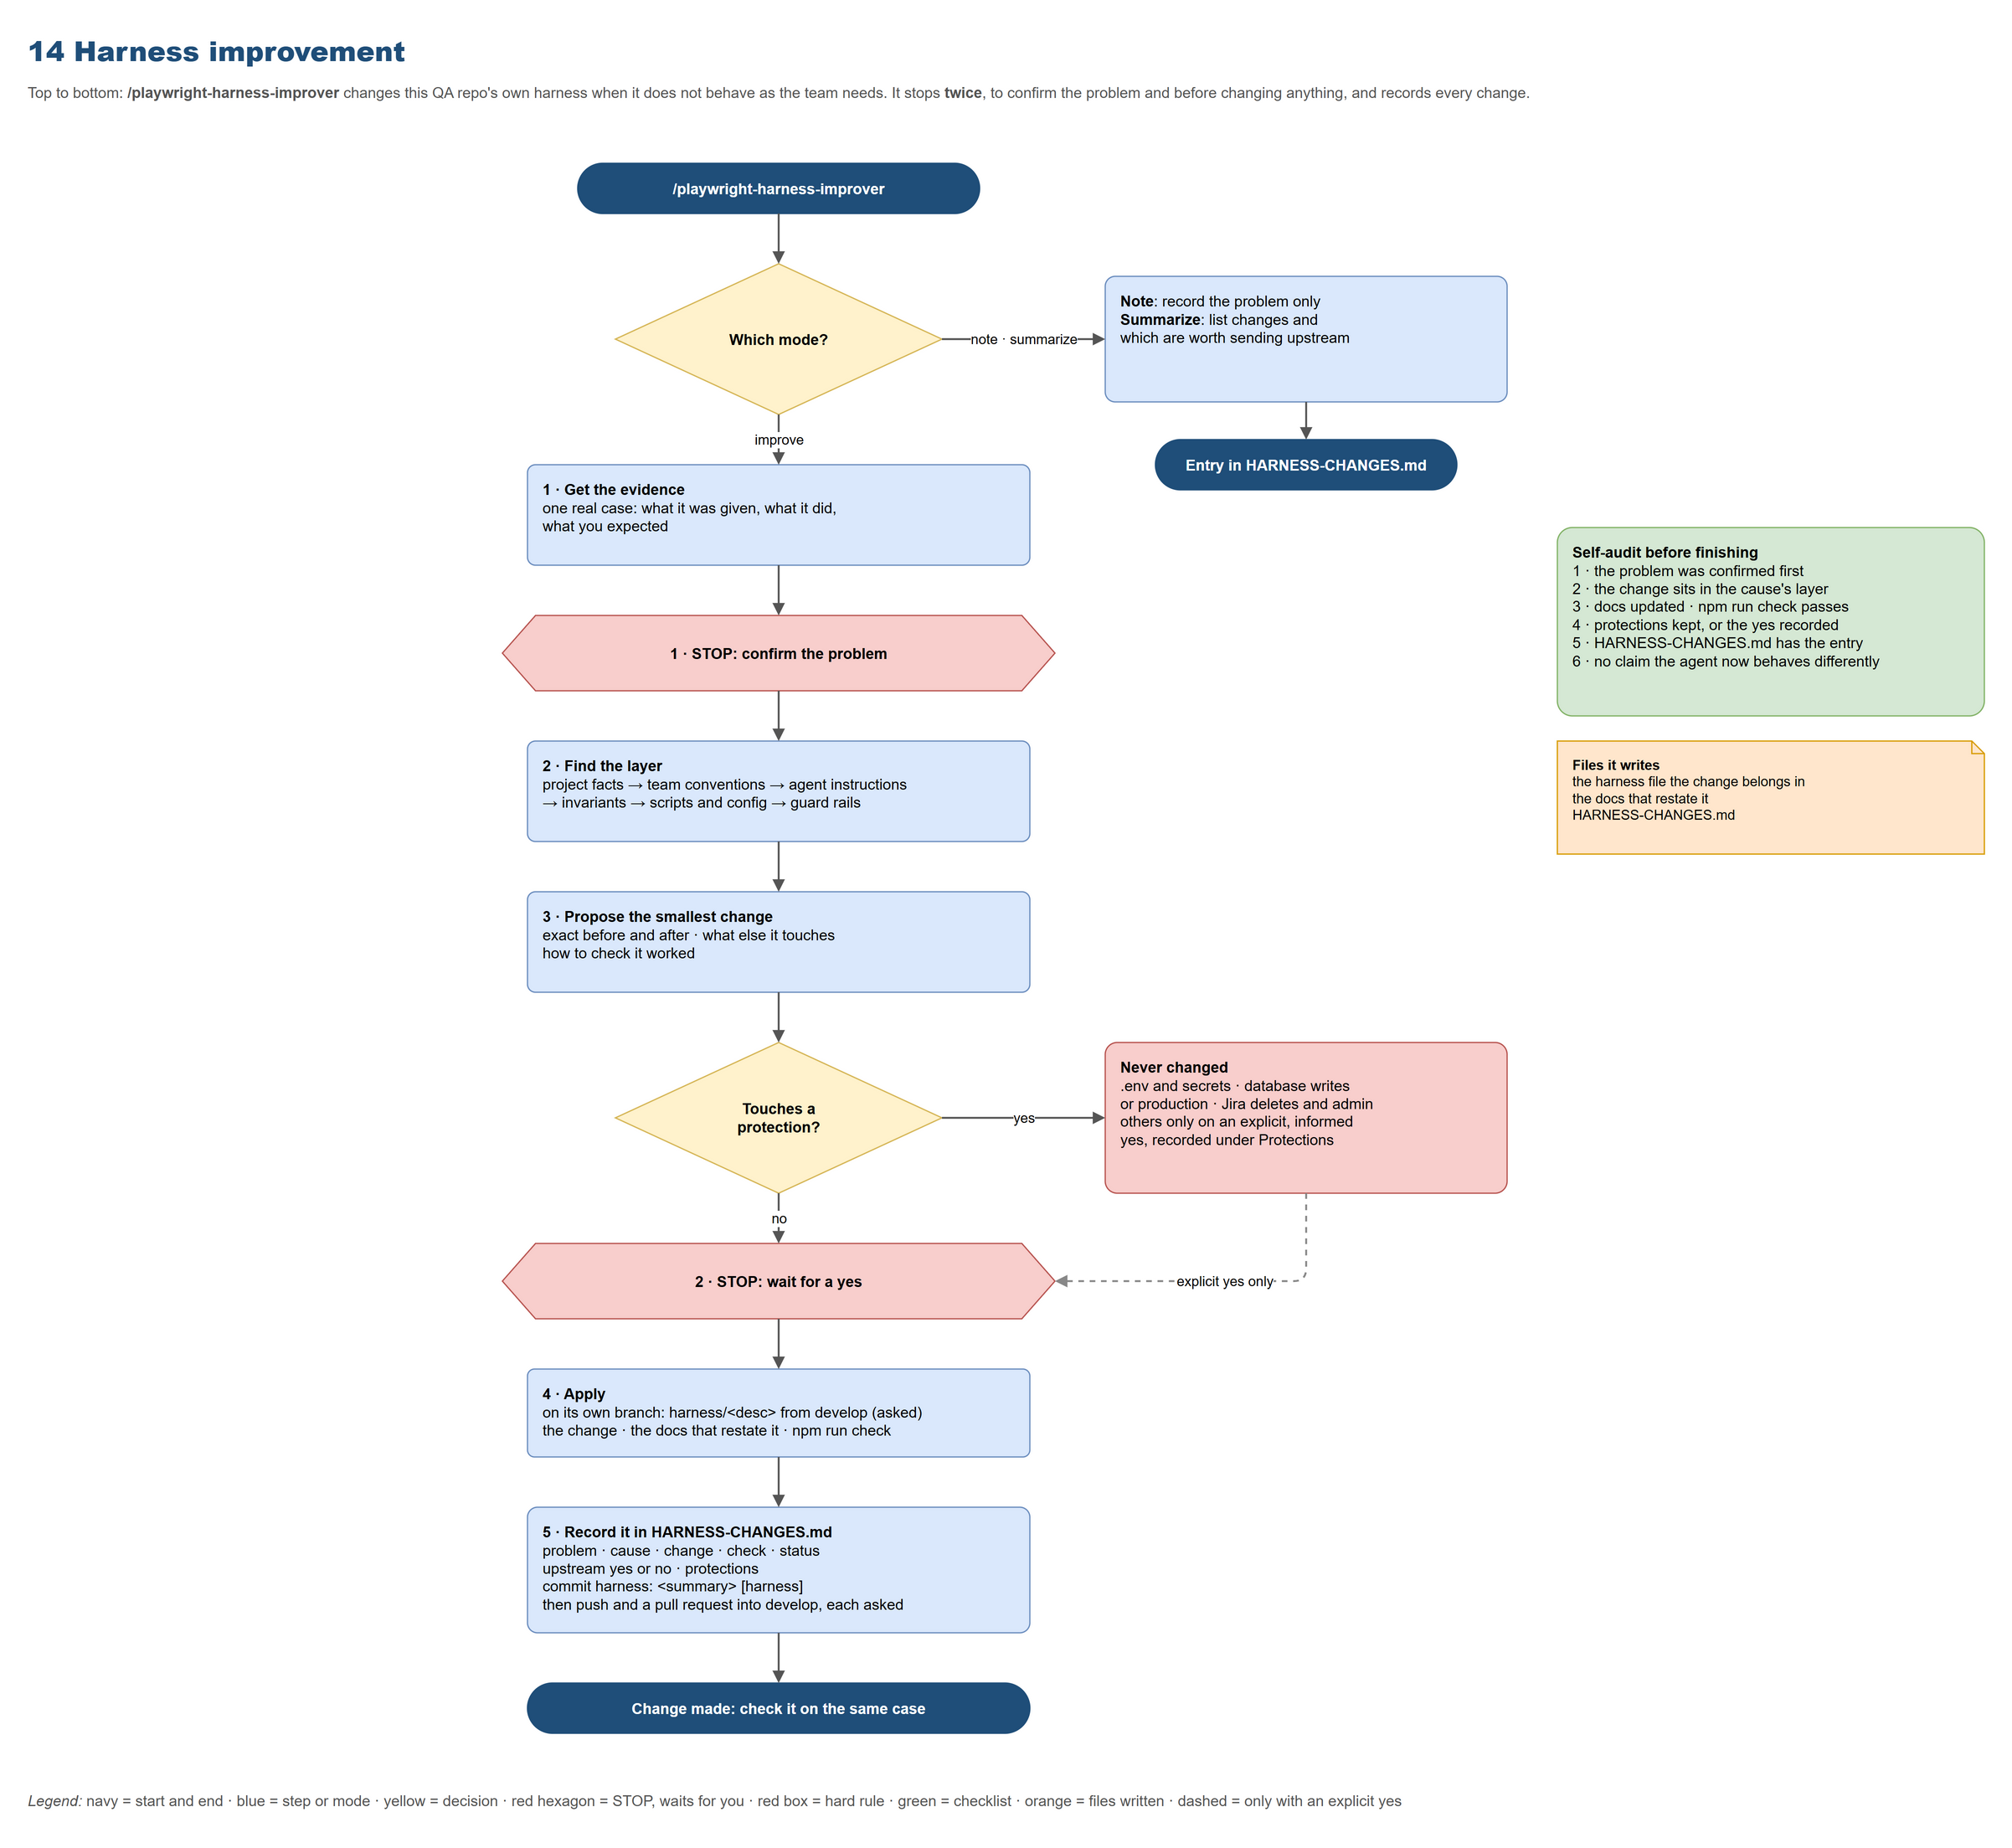 14 Harness improvement
Top to bottom: /playwright-harness-improver changes this QA repo's own harness when it does not behave as the team needs. It stops twice, to confirm the problem and before changing anything, and records every change.
/playwright-harness-improver
Which mode?
note · summarize
Note: record the problem only
Summarize: list changes and
which are worth sending upstream
improve
Entry in HARNESS-CHANGES.md
1 · Get the evidence
one real case: what it was given, what it did,
what you expected
Self-audit before finishing
1 · the problem was confirmed first
2 · the change sits in the cause's layer
3 · docs updated · npm run check passes
4 · protections kept, or the yes recorded
5 · HARNESS-CHANGES.md has the entry
6 · no claim the agent now behaves differently
1 · STOP: confirm the problem
2 · Find the layer
project facts → team conventions → agent instructions
→ invariants → scripts and config → guard rails
Files it writes
the harness file the change belongs in
the docs that restate it
HARNESS-CHANGES.md
3 · Propose the smallest change
exact before and after · what else it touches
how to check it worked
Touches a
protection?
yes
Never changed
.env and secrets · database writes
or production · Jira deletes and admin
others only on an explicit, informed
yes, recorded under Protections
no
2 · STOP: wait for a yes
explicit yes only
4 · Apply
on its own branch: harness/<desc> from develop (asked)
the change · the docs that restate it · npm run check
5 · Record it in HARNESS-CHANGES.md
problem · cause · change · check · status
upstream yes or no · protections
commit harness: <summary> [harness]
then push and a pull request into develop, each asked
Change made: check it on the same case
Legend: navy = start and end · blue = step or mode · yellow = decision · red hexagon = STOP, waits for you · red box = hard rule · green = checklist · orange = files written · dashed = only with an explicit yes